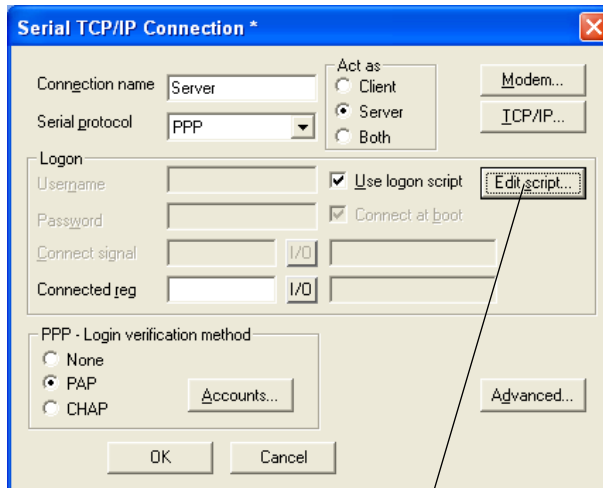 Serial TCP/IP Connection *
Connection name Server
Serial protocol PPP
Act as
Client
Server
Both
Modem...
TCP/IP...
Logon
Username
Use logon script
Edit script...
Password
Connect at boot
Connect signal
I/O
Connected reg
I/O
PPP - Login verification method
None
PAP
CHAP
Accounts...
Advanced...
OK
Cancel